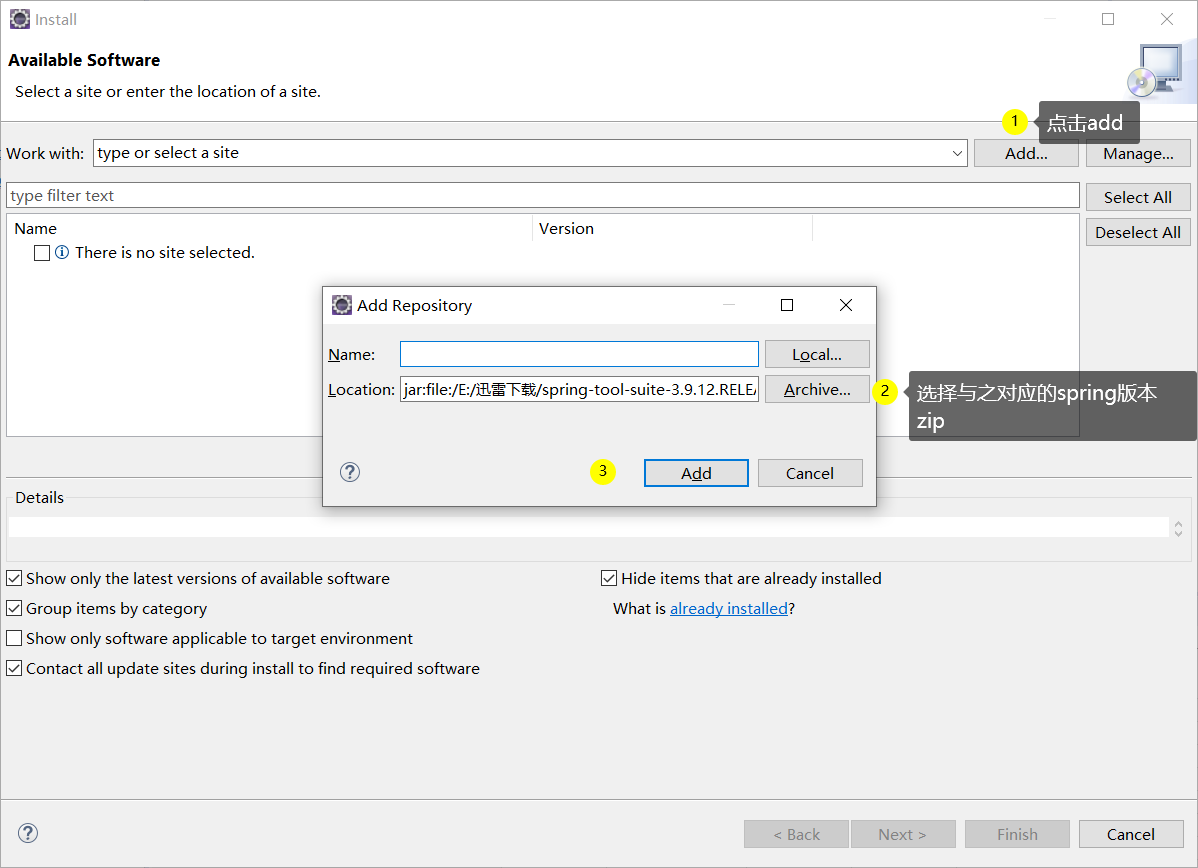 Install
Available Software
Select a site or enter the location of a site.
1 点击add
Work with: type or select a site Add... Manage...
type filter text Select All
Name Version Deselect All
There is no site selected.
Add Repository
Name: Local...
Location: jar:file:/E:/迅雷下载/spring-tool-suite-3.9.12.RELEA Archive... 2 选择与之对应的spring版本
zip
3 Add Cancel
Details
Show only the latest versions of available software Hide items that are already installed
Group items by category What is already installed?
Show only software applicable to target environment
Contact all update sites during install to find required software
< Back Next > Finish Cancel